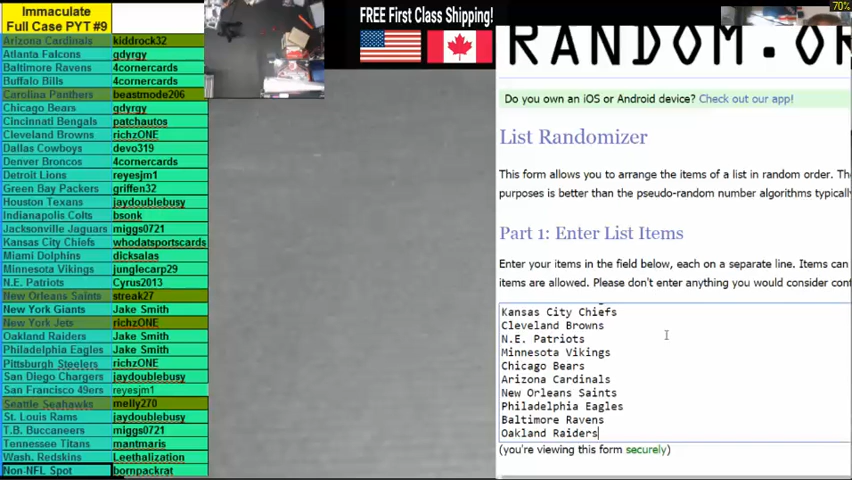 Immaculate
Full Case PYT #9
Arizona Cardinals kiddrock32
Atlanta Falcons gdyrgy
Baltimore Ravens 4cornercards
Buffalo Bills 4cornercards
Carolina Panthers beastmode206
Chicago Bears gdyrgy
Cincinnati Bengals patchautos
Cleveland Browns richzONE
Dallas Cowboys devo319
Denver Broncos 4cornercards
Detroit Lions reyesjm1
Green Bay Packers griffen32
Houston Texans jaydoublebusy
Indianapolis Colts bsonk
Jacksonville Jaguars miggs0721
Kansas City Chiefs whodatsportscards
Miami Dolphins dicksalas
Minnesota Vikings junglecarp29
N.E. Patriots Cyrus2013
New Orleans Saints streak27
New York Giants Jake Smith
New York Jets richzONE
Oakland Raiders Jake Smith
Philadelphia Eagles Jake Smith
Pittsburgh Steelers richzONE
San Diego Chargers jaydoublebusy
San Francisco 49ers reyesjm1
Seattle Seahawks melly270
St. Louis Rams jaydoublebusy
T.B. Buccaneers miggs0721
Tennessee Titans mantmaris
Wash. Redskins Leethalization
Non-NFL Spot bornpackrat
FREE First Class Shipping!
70%
RANDOM.OR
Do you own an iOS or Android device? Check out our app!
List Randomizer
This form allows you to arrange the items of a list in random order. The
purposes is better than the pseudo-random number algorithms typically
Part 1: Enter List Items
Enter your items in the field below, each on a separate line. Items can
items are allowed. Please don't enter anything you would consider conf
Kansas City Chiefs
Cleveland Browns
N.E. Patriots
Minnesota Vikings
Chicago Bears
Arizona Cardinals
New Orleans Saints
Philadelphia Eagles
Baltimore Ravens
Oakland Raiders
(you're viewing this form securely)